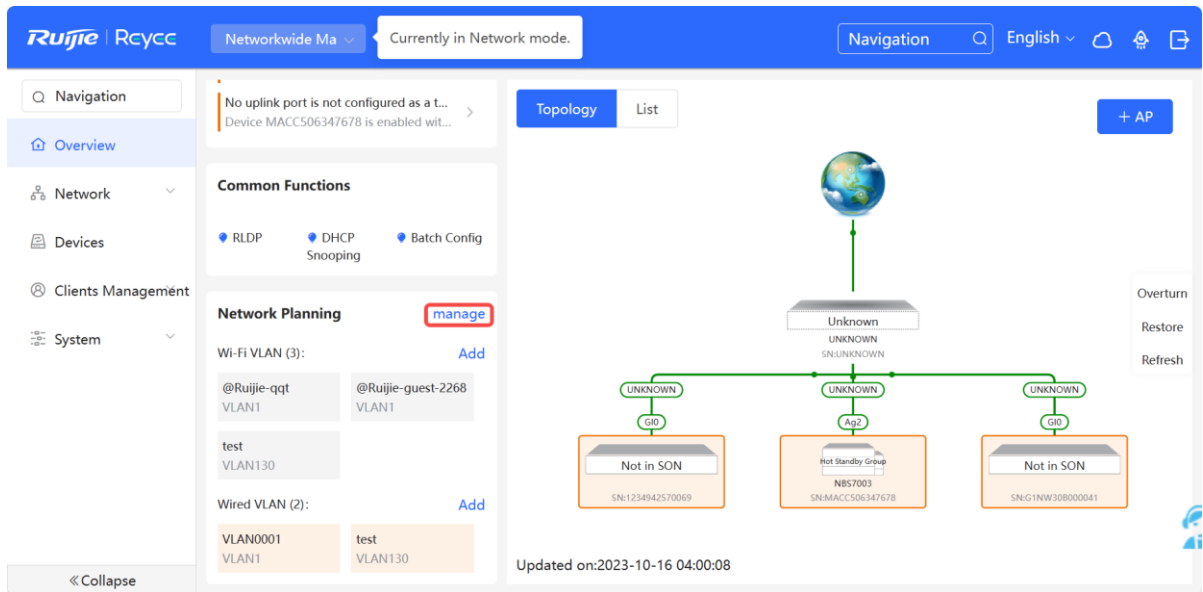 Ruijie | Rcycc
Networkwide Ma
Currently in Network mode.
Navigation
English
Navigation
Overview
Network
Devices
Clients Management
System
Collapse
No uplink port is not configured as a t...
Device MACC506347678 is enabled wit...
Common Functions
RLDP
DHCP
Snooping
Batch Config
Network Planning
manage
Wi-Fi VLAN (3):
Add
@Ruijie-qqt
VLAN1
@Ruijie-guest-2268
VLAN1
test
VLAN130
Wired VLAN (2):
Add
VLAN0001
VLAN1
test
VLAN130
Topology
List
+ AP
Overturn
Restore
Refresh
Unknown
UNKNOWN
SN:UNKNOWN
UNKNOWN
UNKNOWN
UNKNOWN
GI0
Ag2
GI0
Not in SON
SN:1234942570069
Hot Standby Group
NBS7003
SN:MACC506347678
Not in SON
SN:G1NW30B000041
Updated on:2023-10-16 04:00:08